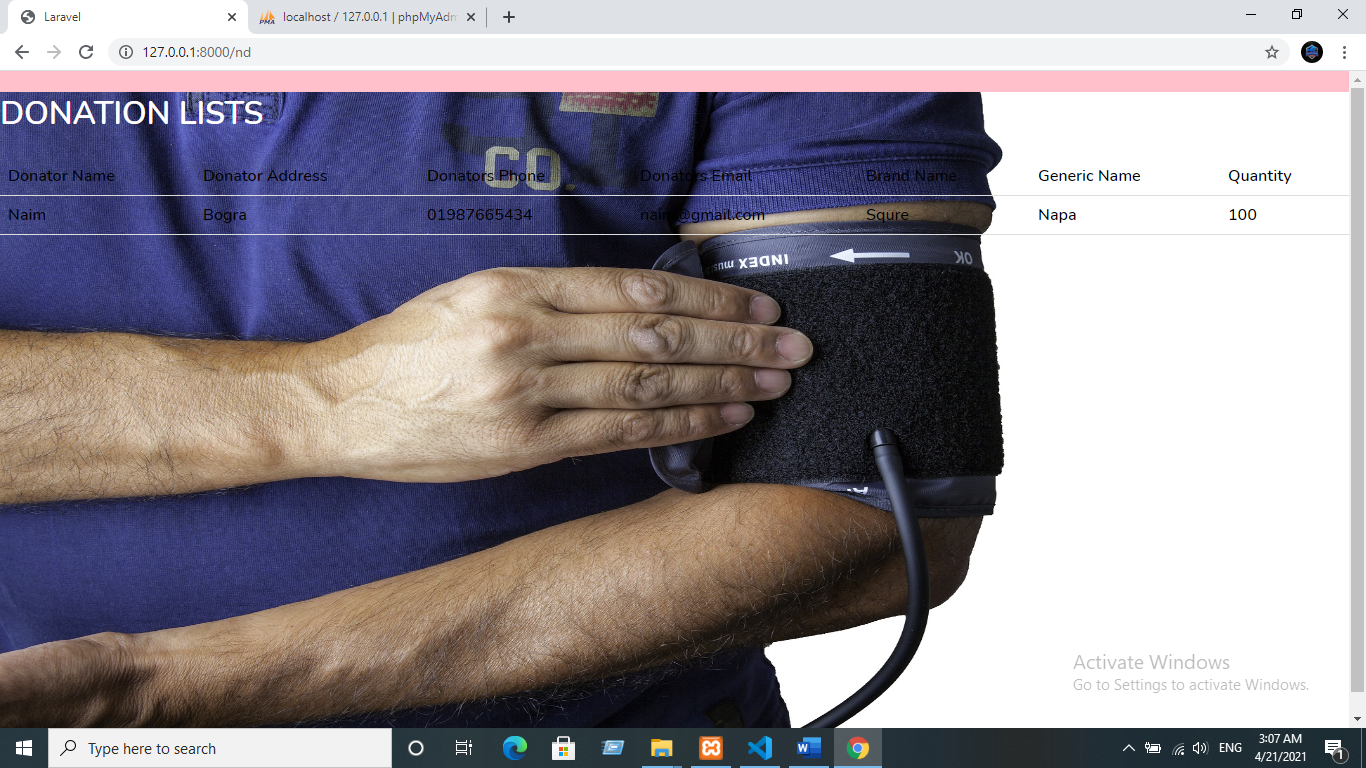 Laravel
localhost / 127.0.0.1 | phpMyAdm
127.0.0.1:8000/nd
DONATION LISTS
CO.
Donator Name Donator Address Donators Phone Donators Email Brand Name Generic Name Quantity
Naim Bogra 01987665434 naim@gmail.com Squre Napa 100
INDEX
OK
Activate Windows
Go to Settings to activate Windows.
Type here to search
ENG
3:07 AM
4/21/2021
1